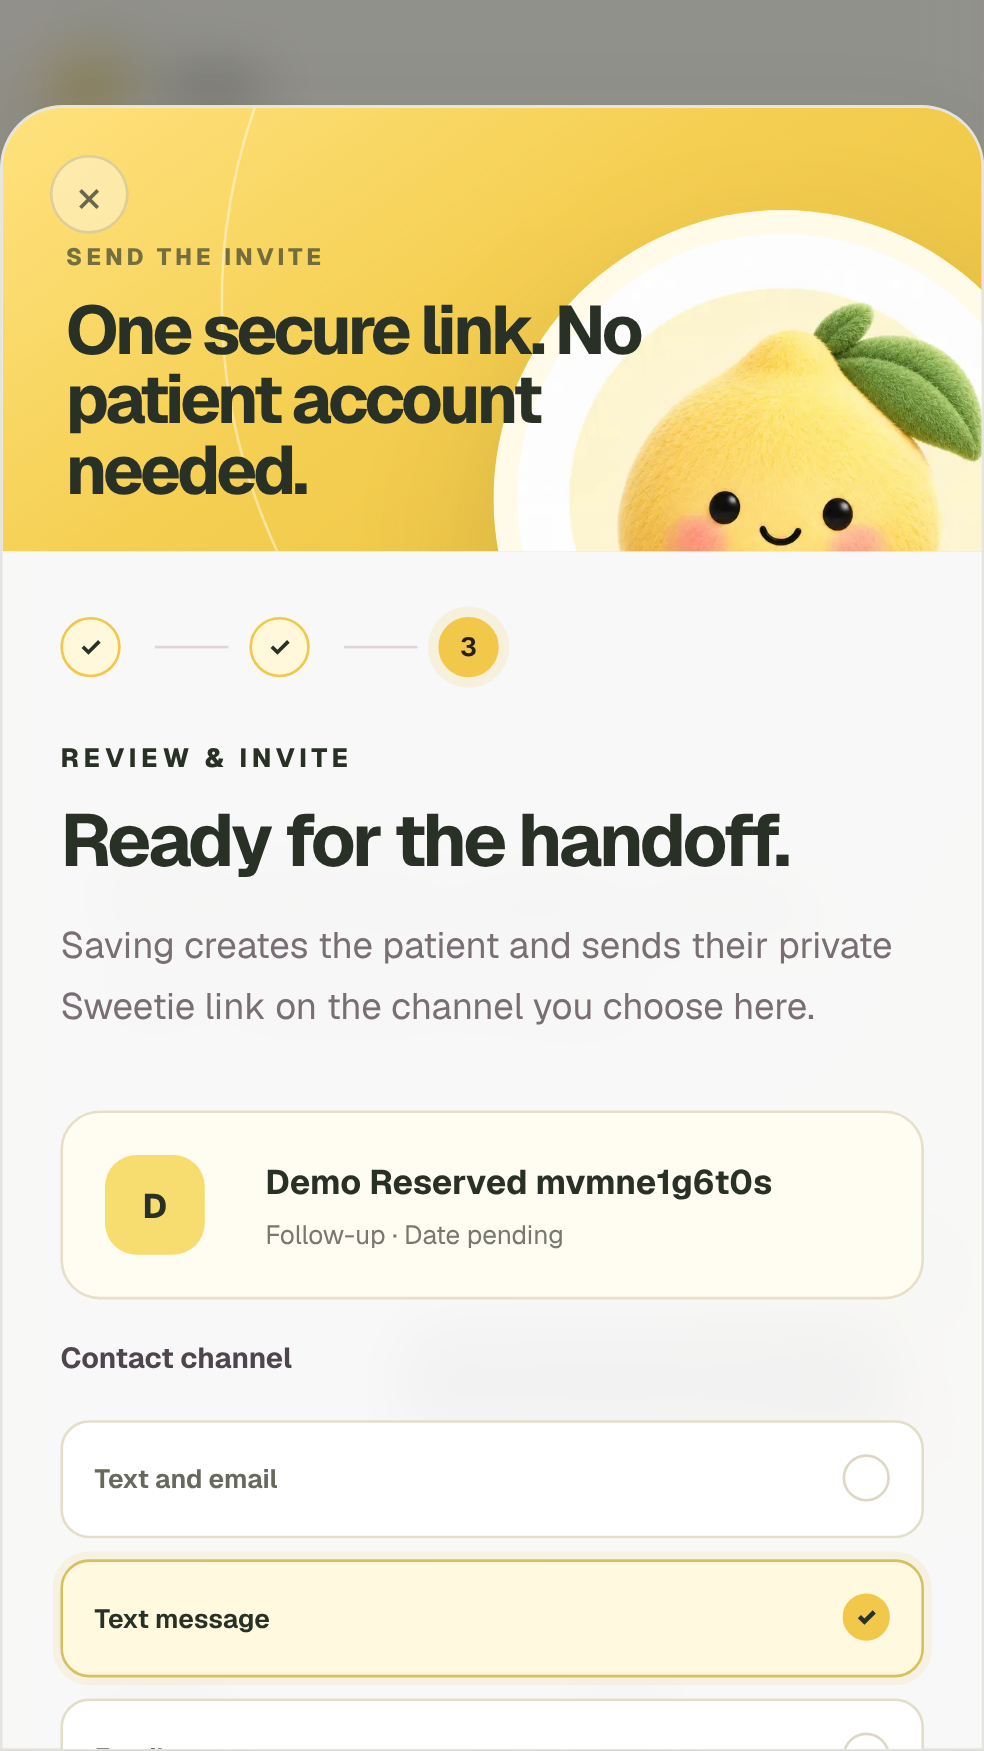 SEND THE INVITE
One secure link. No
patient account
needed.
3
REVIEW & INVITE
Ready for the handoff.
Saving creates the patient and sends their private
Sweetie link on the channel you choose here.
D
Demo Reserved mvmne1g6t0s
Follow-up · Date pending
Contact channel
Text and email
Text message